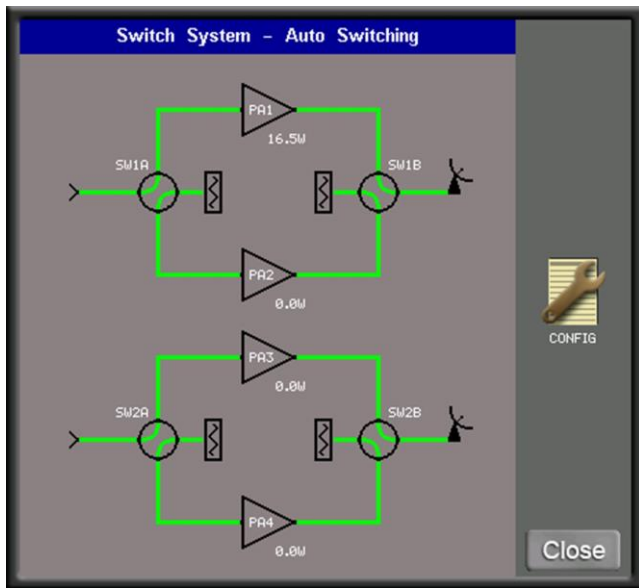 Switch System - Auto Switching
PA1
16.5W
SW1A
SW1B
PA2
0.0W
CONFIG
PA3
0.0W
SW2A
SW2B
PA4
0.0W
Close